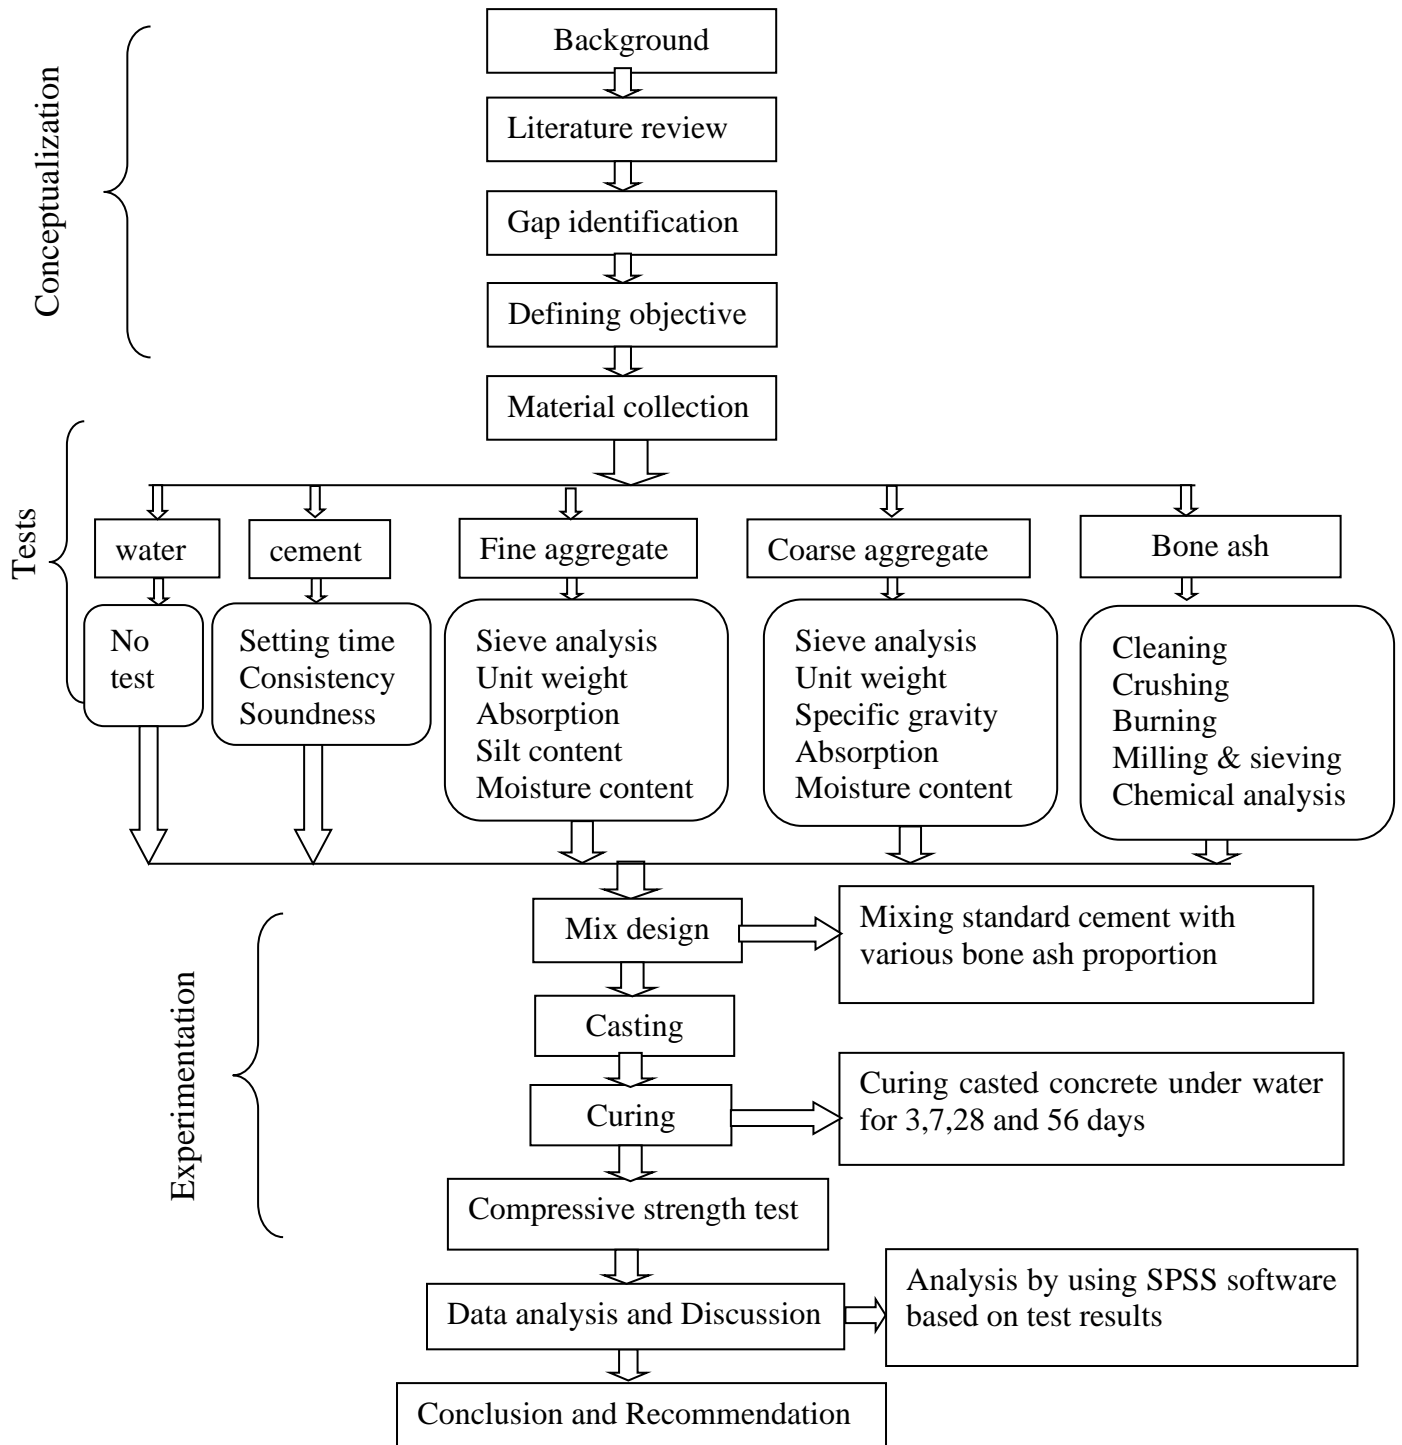 Conceptualization
Background
Literature review
Gap identification
Defining objective
Material collection
Tests
water
cement
Fine aggregate
Coarse aggregate
Bone ash
No
test
Setting time
Consistency
Soundness
Sieve analysis
Unit weight
Absorption
Silt content
Moisture content
Sieve analysis
Unit weight
Specific gravity
Absorption
Moisture content
Cleaning
Crushing
Burning
Milling & sieving
Chemical analysis
Experimentation
Mix design
Mixing standard cement with
various bone ash proportion
Casting
Curing
Curing casted concrete under water
for 3,7,28 and 56 days
Compressive strength test
Data analysis and Discussion
Analysis by using SPSS software
based on test results
Conclusion and Recommendation